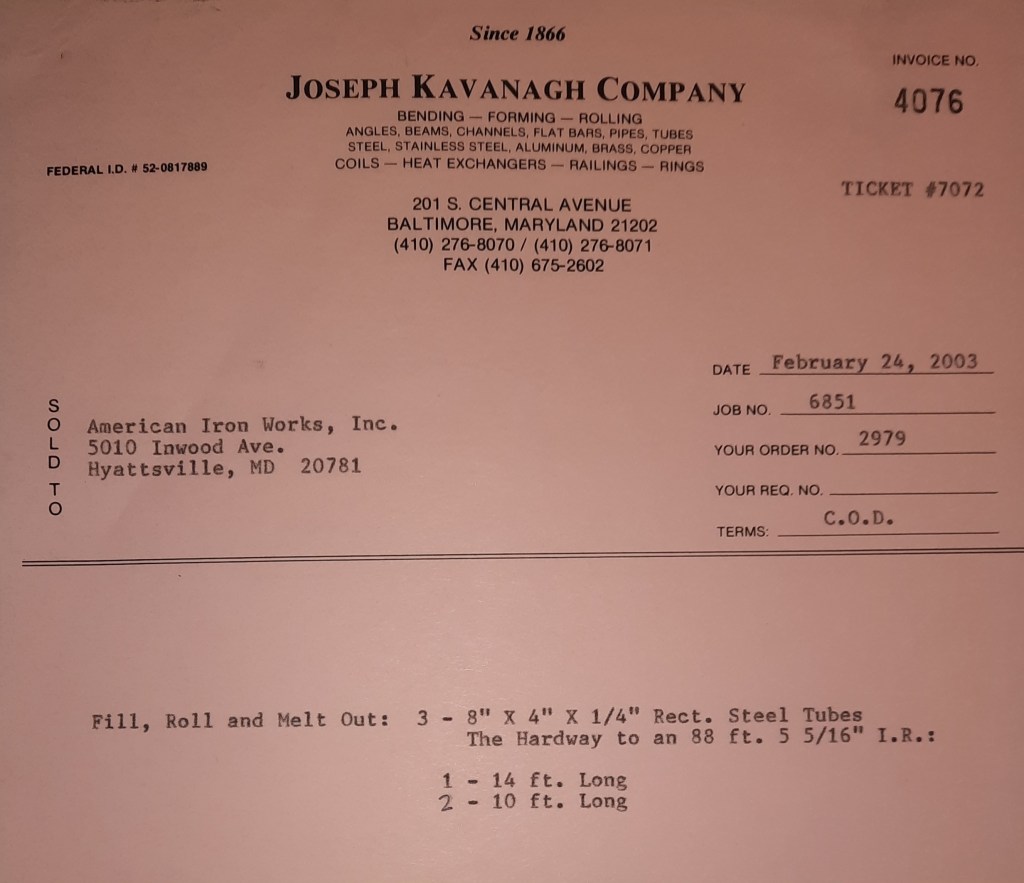 Since 1866
INVOICE NO.
JOSEPH KAVANAGH COMPANY
4076
BENDING — FORMING — ROLLING
ANGLES, BEAMS, CHANNELS, FLAT BARS, PIPES, TUBES
STEEL, STAINLESS STEEL, ALUMINUM, BRASS, COPPER
COILS — HEAT EXCHANGERS — RAILINGS — RINGS
FEDERAL I.D. # 52-0817889
TICKET #7072
201 S. CENTRAL AVENUE
BALTIMORE, MARYLAND 21202
(410) 276-8070 / (410) 276-8071
FAX (410) 675-2602
DATE February 24, 2003
JOB NO. 6851
YOUR ORDER NO. 2979
YOUR REQ. NO.
TERMS: C.O.D.
SOLD TO
American Iron Works, Inc.
5010 Inwood Ave.
Hyattsville, MD 20781
Fill, Roll and Melt Out: 3 - 8" X 4" X 1/4" Rect. Steel Tubes
The Hardway to an 88 ft. 5 5/16" I.R.:
1 - 14 ft. Long
2 - 10 ft. Long